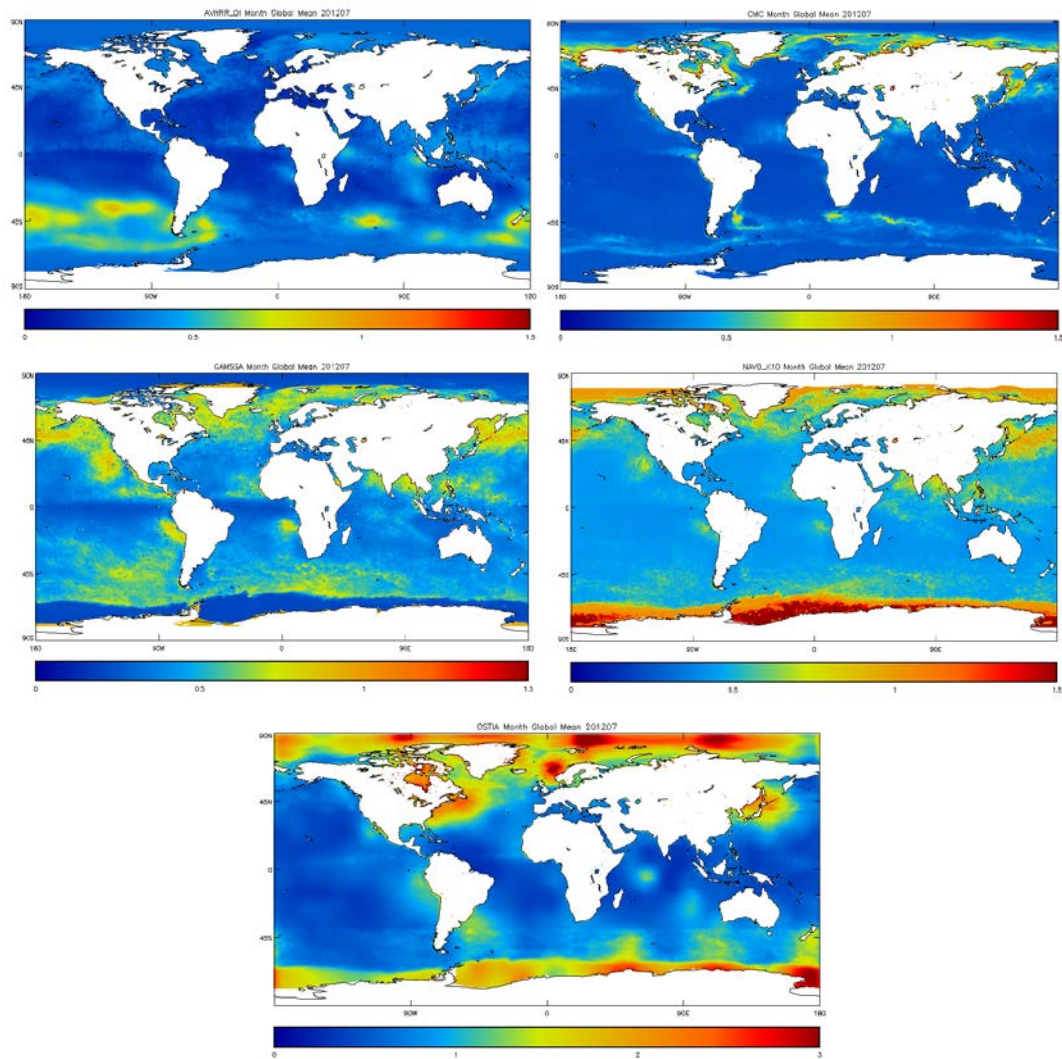 AVHRR_OI Month Global Mean 201207
90N
45N
0
45S
90S
180 90W 0 90E 180
0 0.5 1 1.5
CMC Month Global Mean 201207
90N
45N
0
45S
90S
180 90W 0 90E 180
0 0.5 1 1.5
GAMSSA Month Global Mean 201207
90N
45N
0
45S
90S
180 90W 0 90E 180
0 0.5 1 1.5
NAVO_K10 Month Global Mean 201207
90N
45N
0
45S
90S
180 90W 0 90E 180
0 0.5 1 1.5
OSTIA Month Global Mean 201207
90N
45N
0
45S
90W 0 90E 180
0 1 2 3